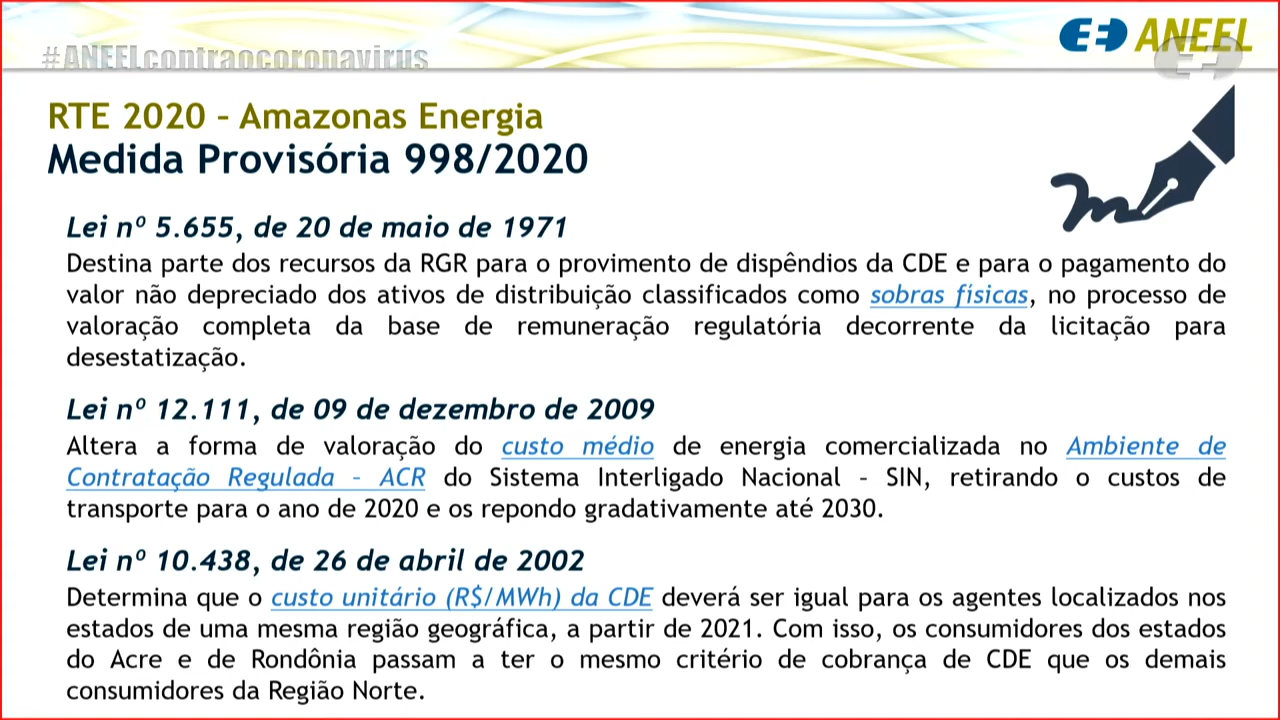 #ANEELcontraocoronavirus
ANEEL
RTE 2020 – Amazonas Energia
Medida Provisória 998/2020
Lei nº 5.655, de 20 de maio de 1971
Destina parte dos recursos da RGR para o provimento de dispêndios da CDE e para o pagamento do
valor não depreciado dos ativos de distribuição classificados como sobras físicas, no processo de
valoração completa da base de remuneração regulatória decorrente da licitação para
desestatização.
Lei nº 12.111, de 09 de dezembro de 2009
Altera a forma de valoração do custo médio de energia comercializada no Ambiente de
Contratação Regulada – ACR do Sistema Interligado Nacional – SIN, retirando o custos de
transporte para o ano de 2020 e os repondo gradativamente até 2030.
Lei nº 10.438, de 26 de abril de 2002
Determina que o custo unitário (R$/MWh) da CDE deverá ser igual para os agentes localizados nos
estados de uma mesma região geográfica, a partir de 2021. Com isso, os consumidores dos estados
do Acre e de Rondônia passam a ter o mesmo critério de cobrança de CDE que os demais
consumidores da Região Norte.